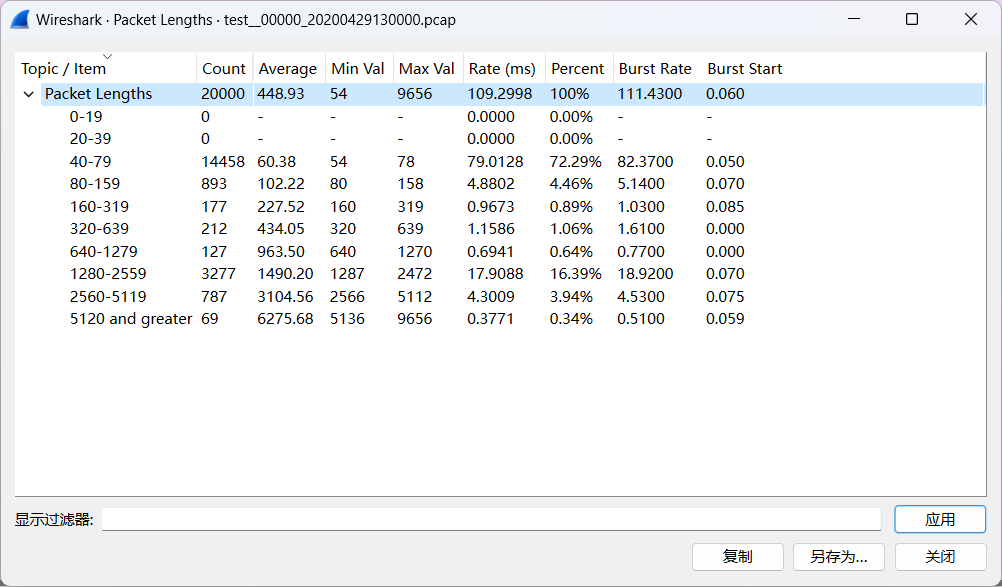 Wireshark · Packet Lengths · test__00000_20200429130000.pcap
Topic / Item Count Average Min Val Max Val Rate (ms) Percent Burst Rate Burst Start
Packet Lengths 20000 448.93 54 9656 109.2998 100% 111.4300 0.060
0-19 0 - - - 0.0000 0.00% - -
20-39 0 - - - 0.0000 0.00% - -
40-79 14458 60.38 54 78 79.0128 72.29% 82.3700 0.050
80-159 893 102.22 80 158 4.8802 4.46% 5.1400 0.070
160-319 177 227.52 160 319 0.9673 0.89% 1.0300 0.085
320-639 212 434.05 320 639 1.1586 1.06% 1.6100 0.000
640-1279 127 963.50 640 1270 0.6941 0.64% 0.7700 0.000
1280-2559 3277 1490.20 1287 2472 17.9088 16.39% 18.9200 0.070
2560-5119 787 3104.56 2566 5112 4.3009 3.94% 4.5300 0.075
5120 and greater 69 6275.68 5136 9656 0.3771 0.34% 0.5100 0.059
显示过滤器: 应用
复制 另存为... 关闭